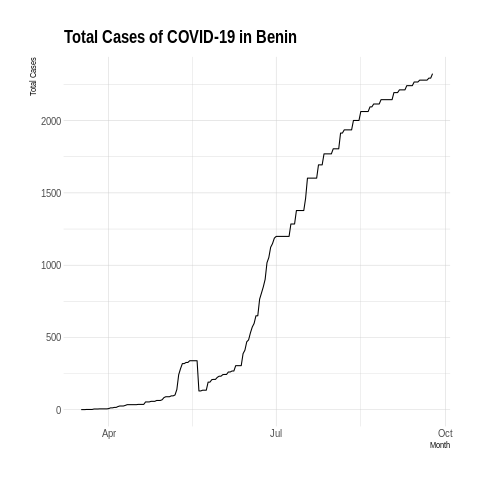 Total Cases of COVID-19 in Benin
Total Cases
2000
1500
1000
500
0
Apr
Jul
Oct
Month